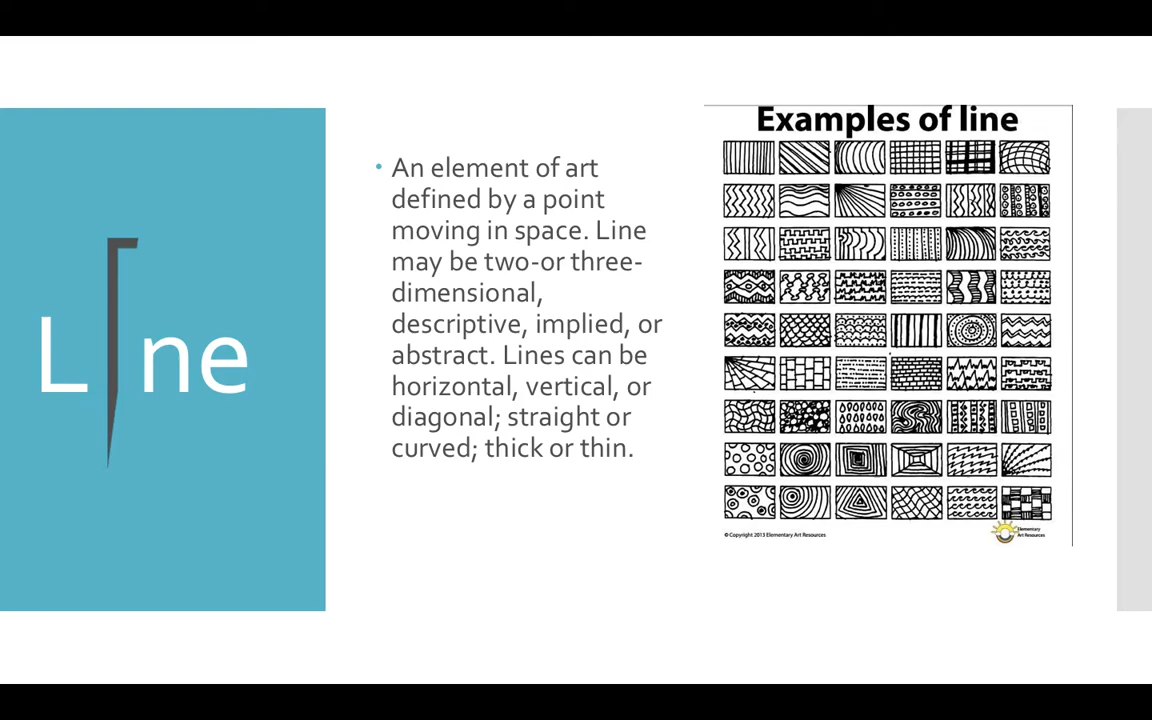 Line
An element of art
defined by a point
moving in space. Line
may be two-or three-
dimensional,
descriptive, implied, or
abstract. Lines can be
horizontal, vertical, or
diagonal; straight or
curved; thick or thin.
Examples of line
© Copyright 2013 Elementary Art Resources
Elementary
Art Resources